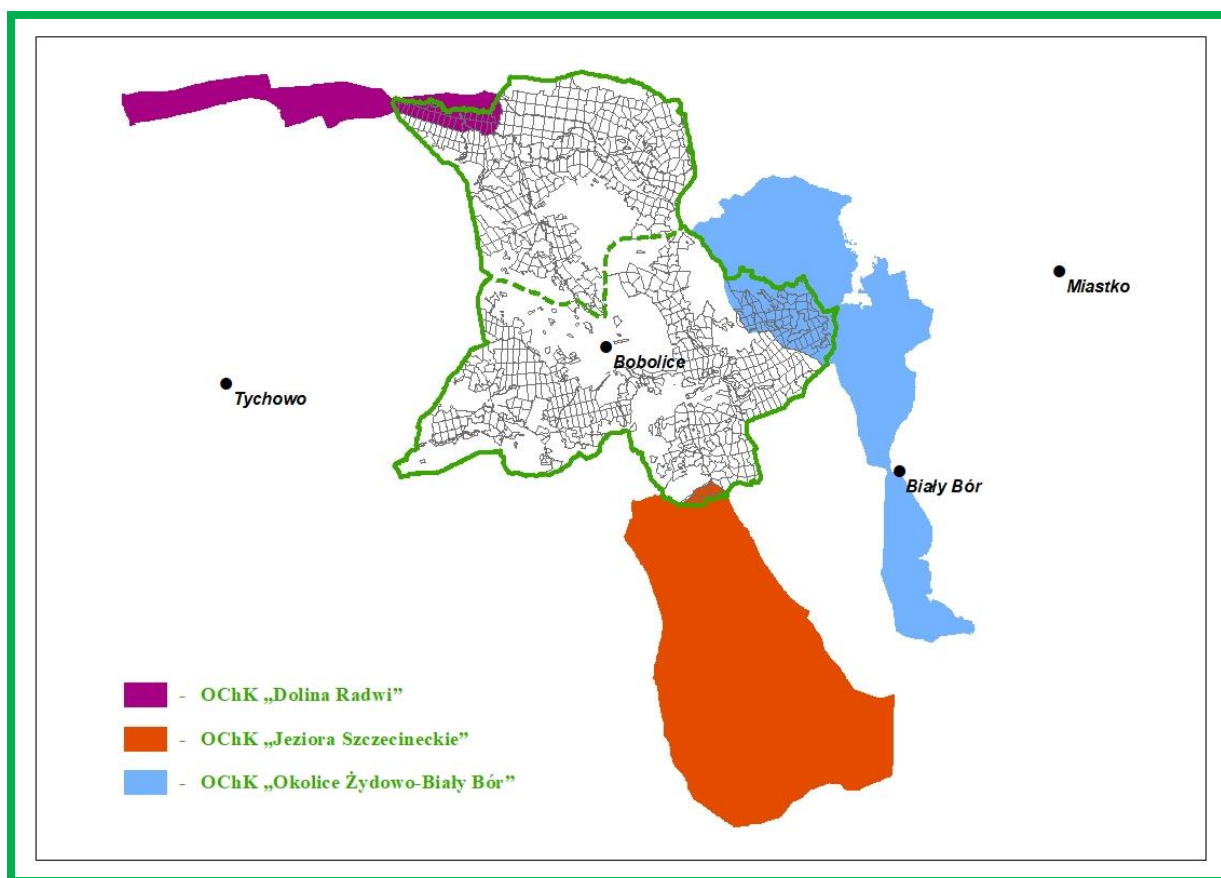 Miastko
Bobolice
Tychowo
Biały Bór
- OChK „Dolina Radwi”
- OChK „Jeziora Szczecineckie”
- OChK „Okolice Żydowo-Biały Bór”